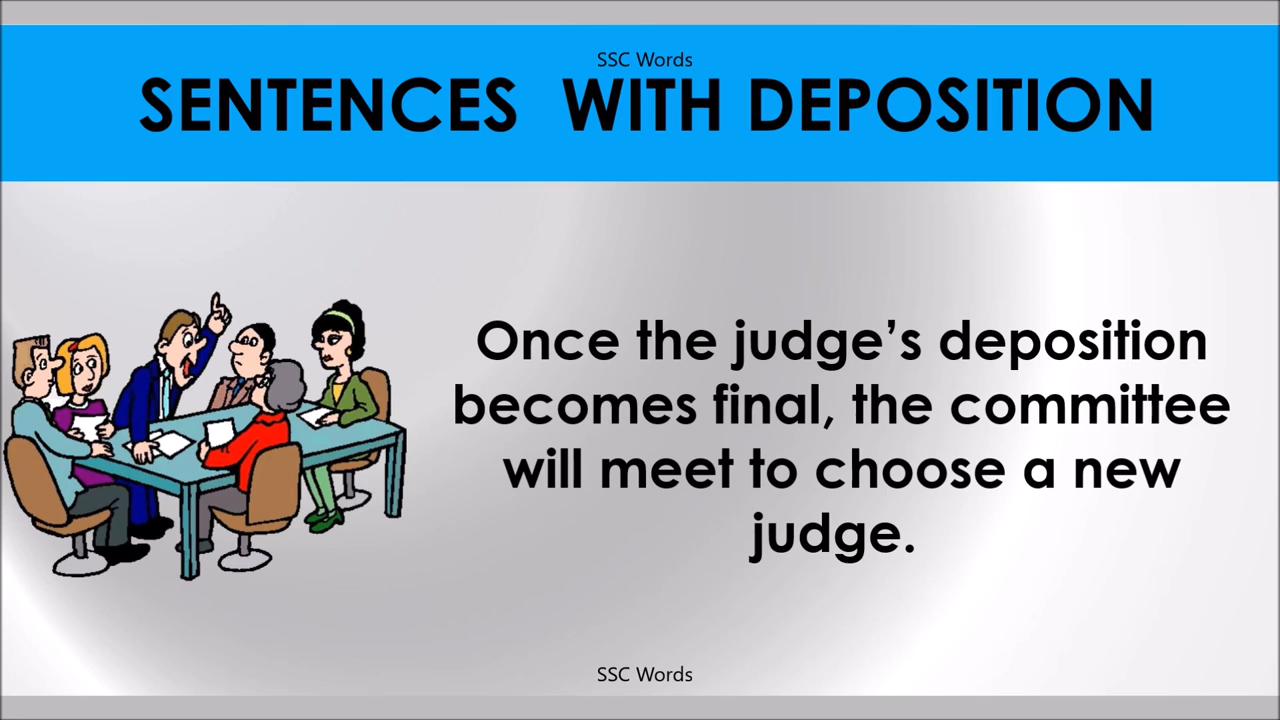 SSC Words
SENTENCES  WITH DEPOSITION
Once the judge’s deposition
becomes final, the committee
will meet to choose a new
judge.
SSC Words